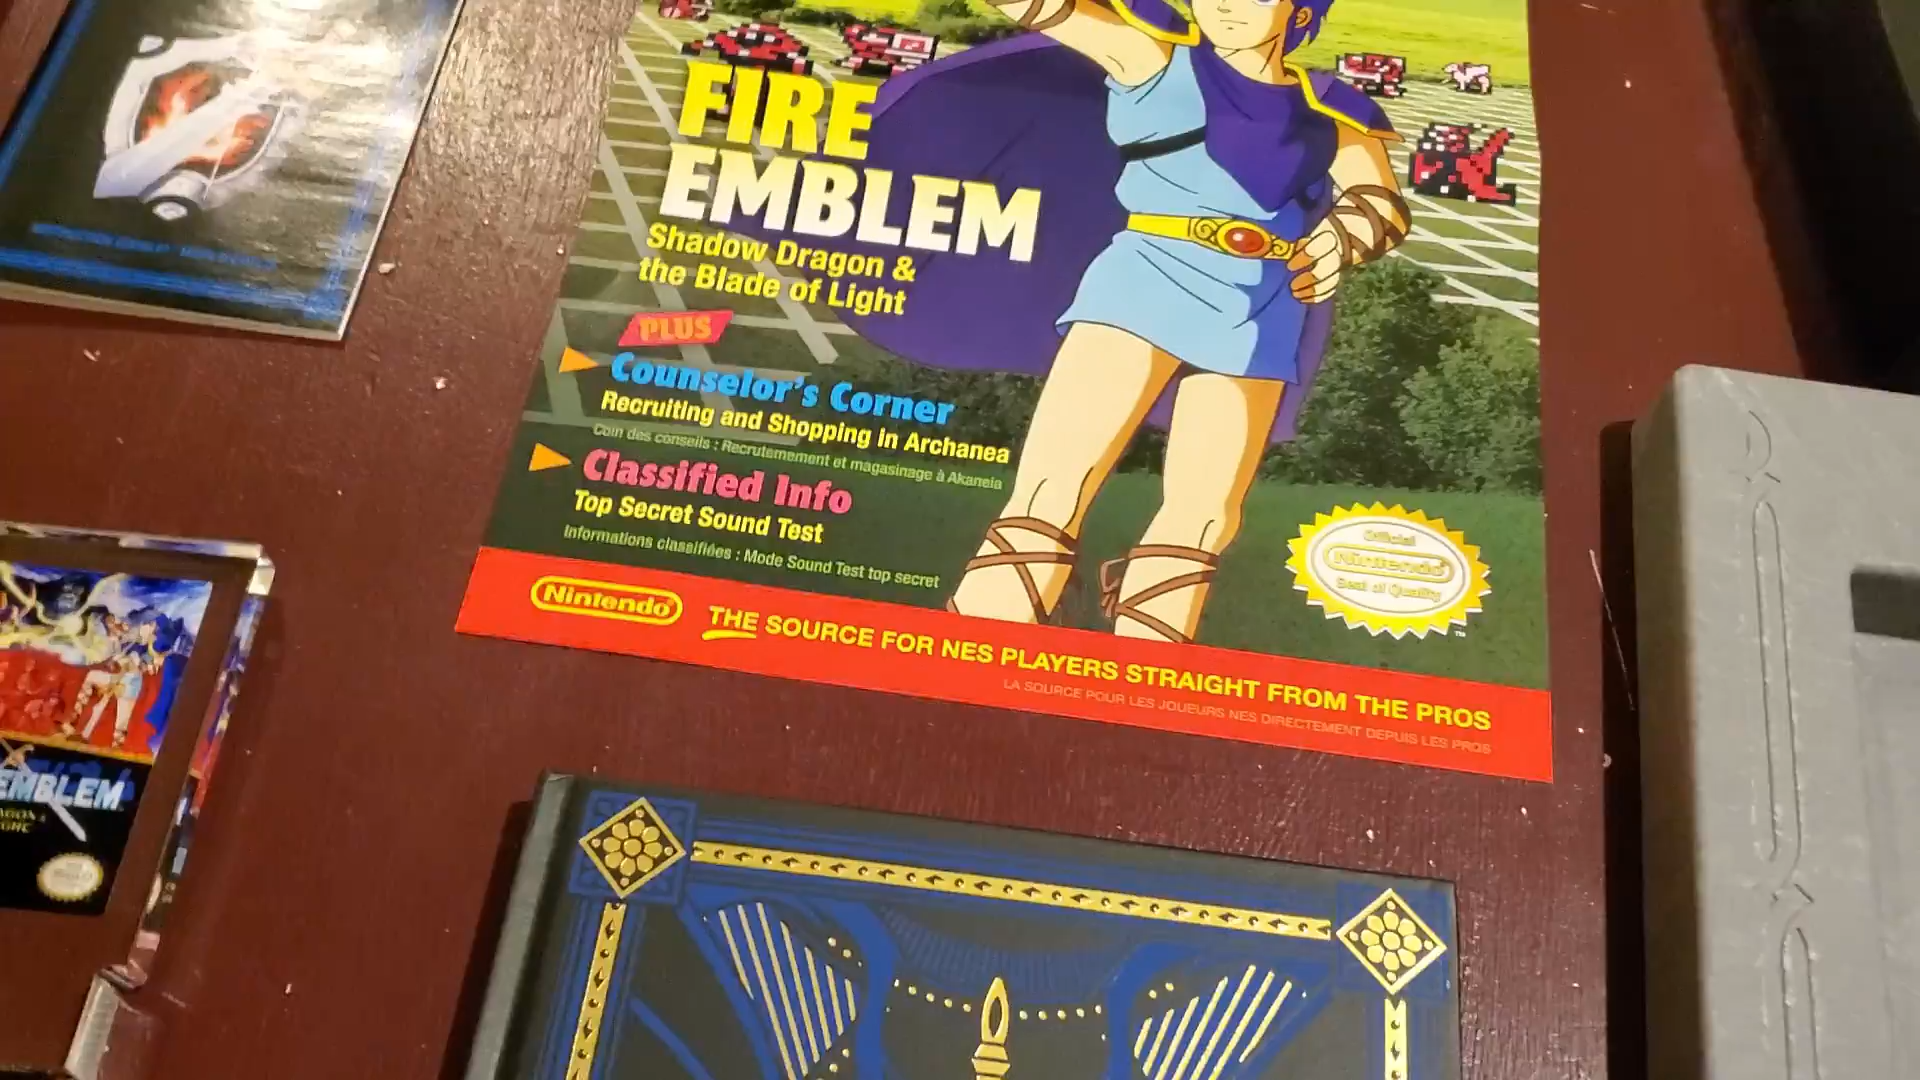 FIRE
EMBLEM
Shadow Dragon &
the Blade of Light
PLUS
Counselor's Corner
Recruiting and Shopping in Archanea
Coin des conseils : Recrutemement et magasinage à Akaneia
Classified Info
Top Secret Sound Test
Informations classifiées : Mode Sound Test top secret
Official
Nintendo
Seal of Quality
TM
Nintendo
THE SOURCE FOR NES PLAYERS STRAIGHT FROM THE PROS
LA SOURCE POUR LES JOUEURS NES DIRECTEMENT DEPUIS LES PROS
EMBLEM